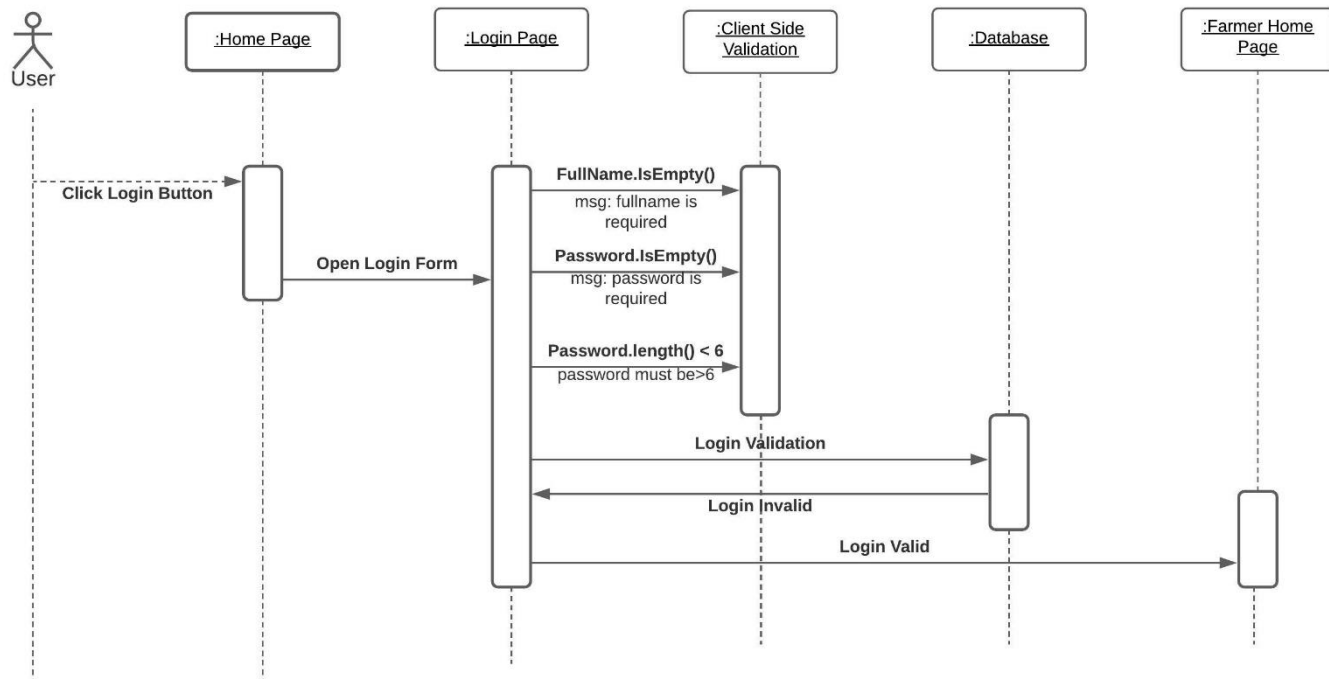 User
:Home Page
:Login Page
:Client Side
Validation
:Database
:Farmer Home
Page
Click Login Button
FullName.IsEmpty()
msg: fullname is
required
Open Login Form
Password.IsEmpty()
msg: password is
required
Password.length() < 6
password must be>6
Login Validation
Login Invalid
Login Valid